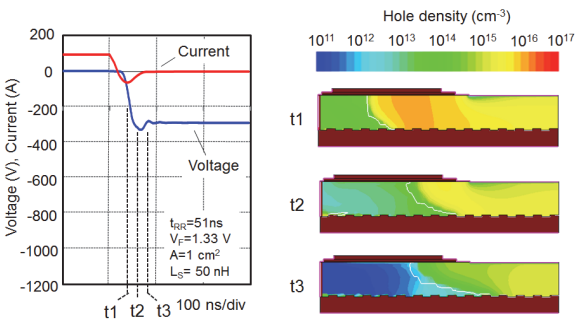 Hole density (cm-3)
10¹¹ 10¹² 10¹³ 10¹⁴ 10¹⁵ 10¹⁶ 10¹⁷
200
0
-200
-400
-600
-800
-1000
-1200
Voltage (V), Current (A)
Current
Voltage
tRR=51ns
VF=1.33 V
A=1 cm²
LS= 50 nH
t1 t2 t3 100 ns/div
t1
t2
t3